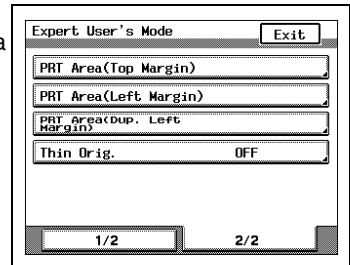 a
Expert User's Mode
Exit
PRT Area(Top Margin)
PRT Area(Left Margin)
PRT Area(Dup. Left
Margin)
Thin Orig. OFF
1/2 2/2